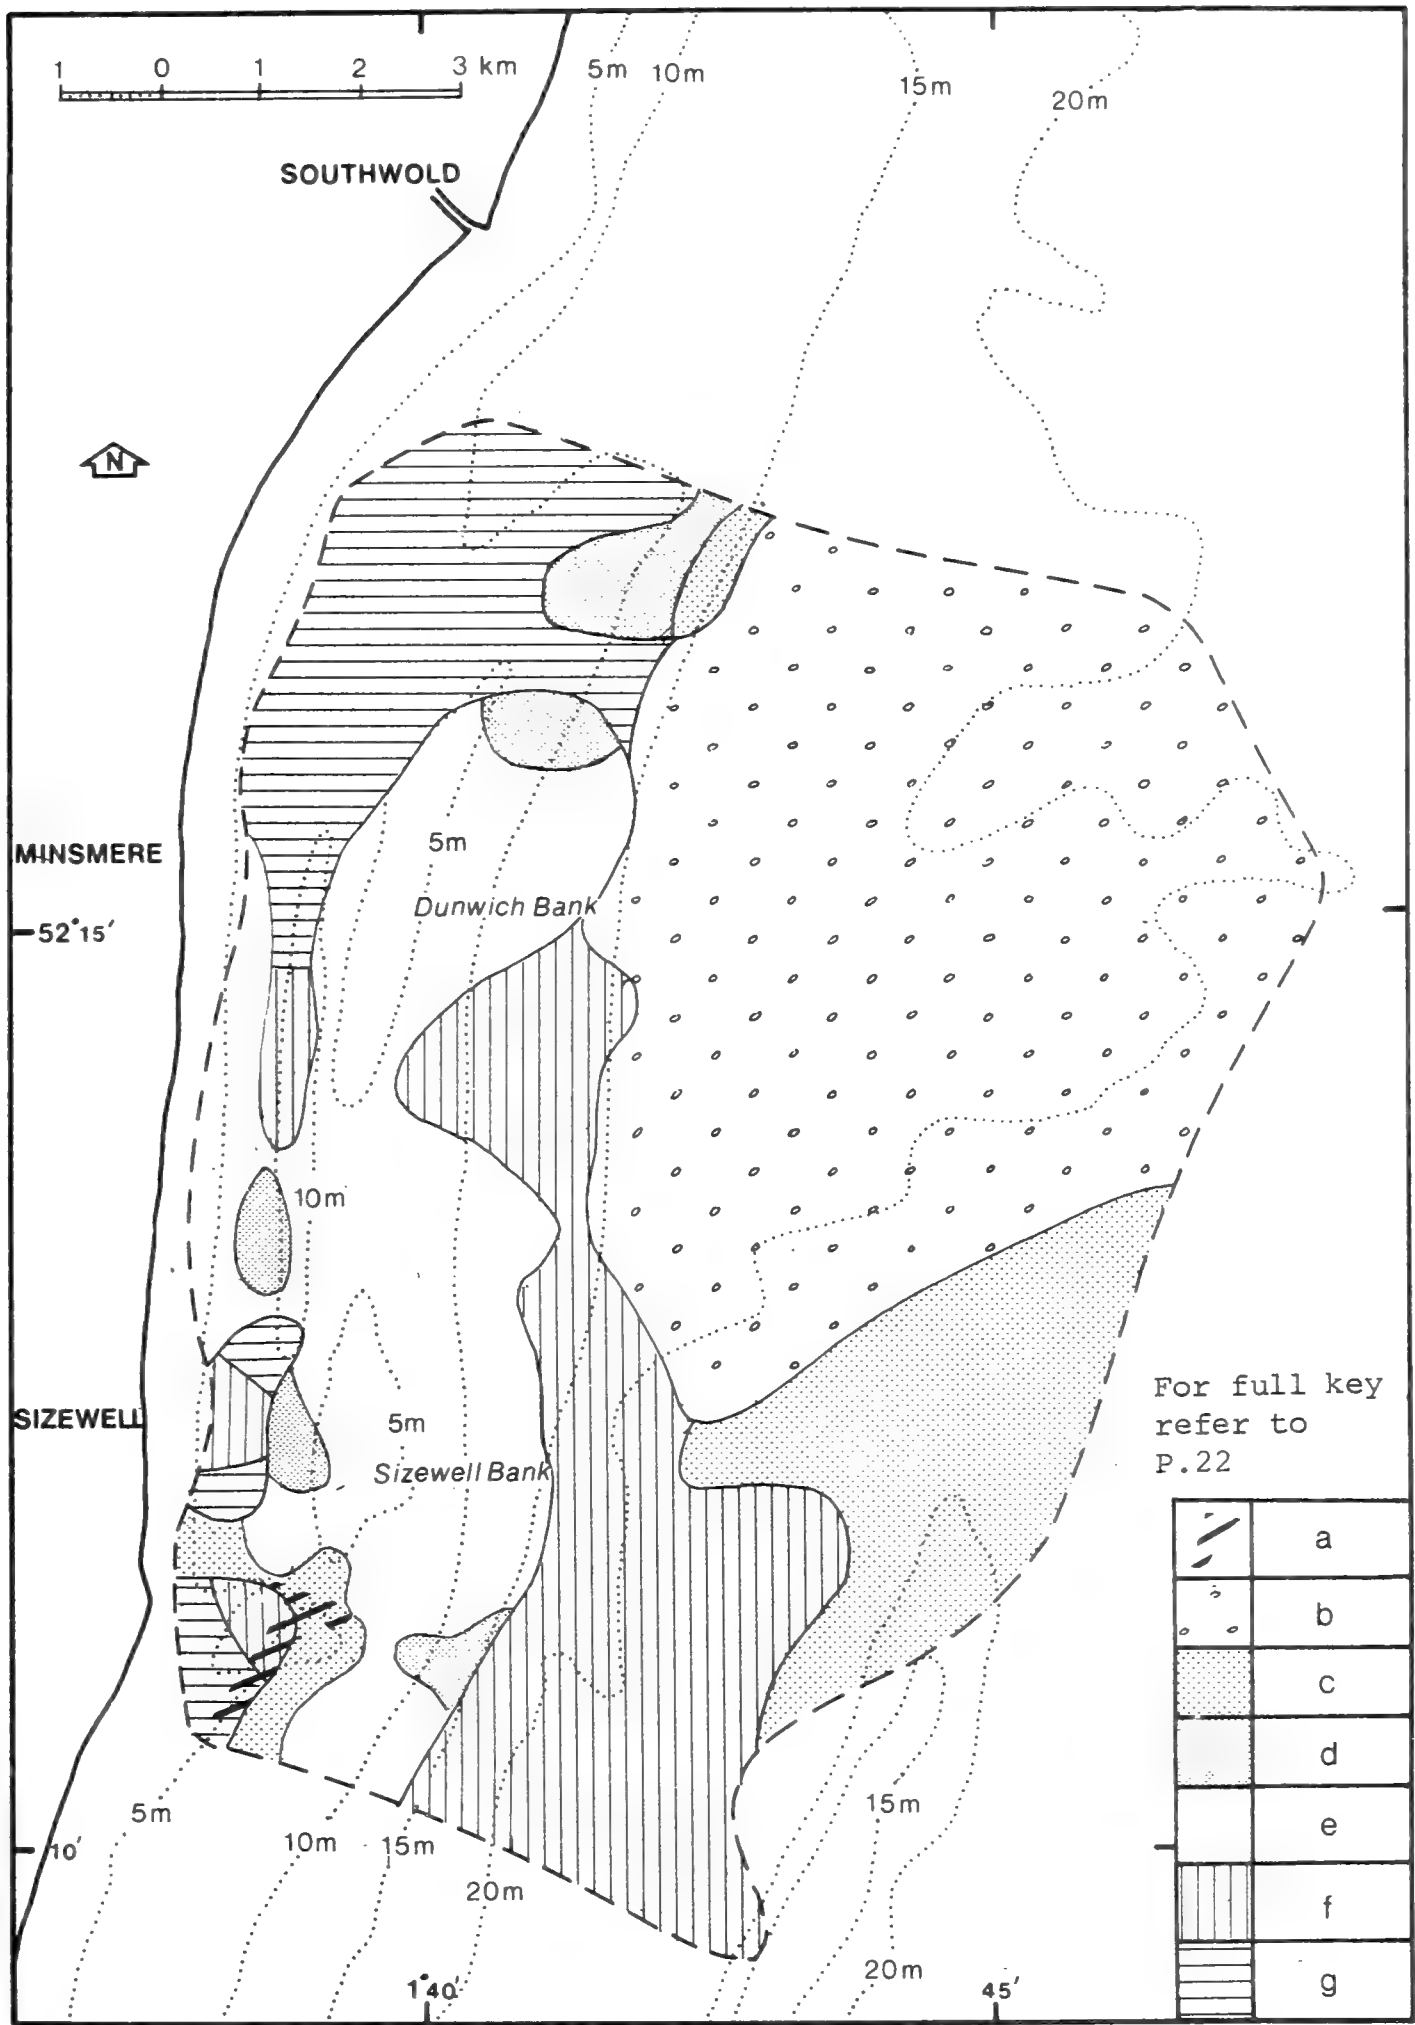 1 0 1 2 3 km
5m 10m
15m
20m
SOUTHWOLD
N
5m
MINSMERE
Dunwich Bank
52°15'
10m
5m
SIZEWELL
Sizewell Bank
For full key
refer to
P.22
a
b
c
d
e
f
g
5m
10m
15m
15m
10'
20m
20m
1°40'
45'